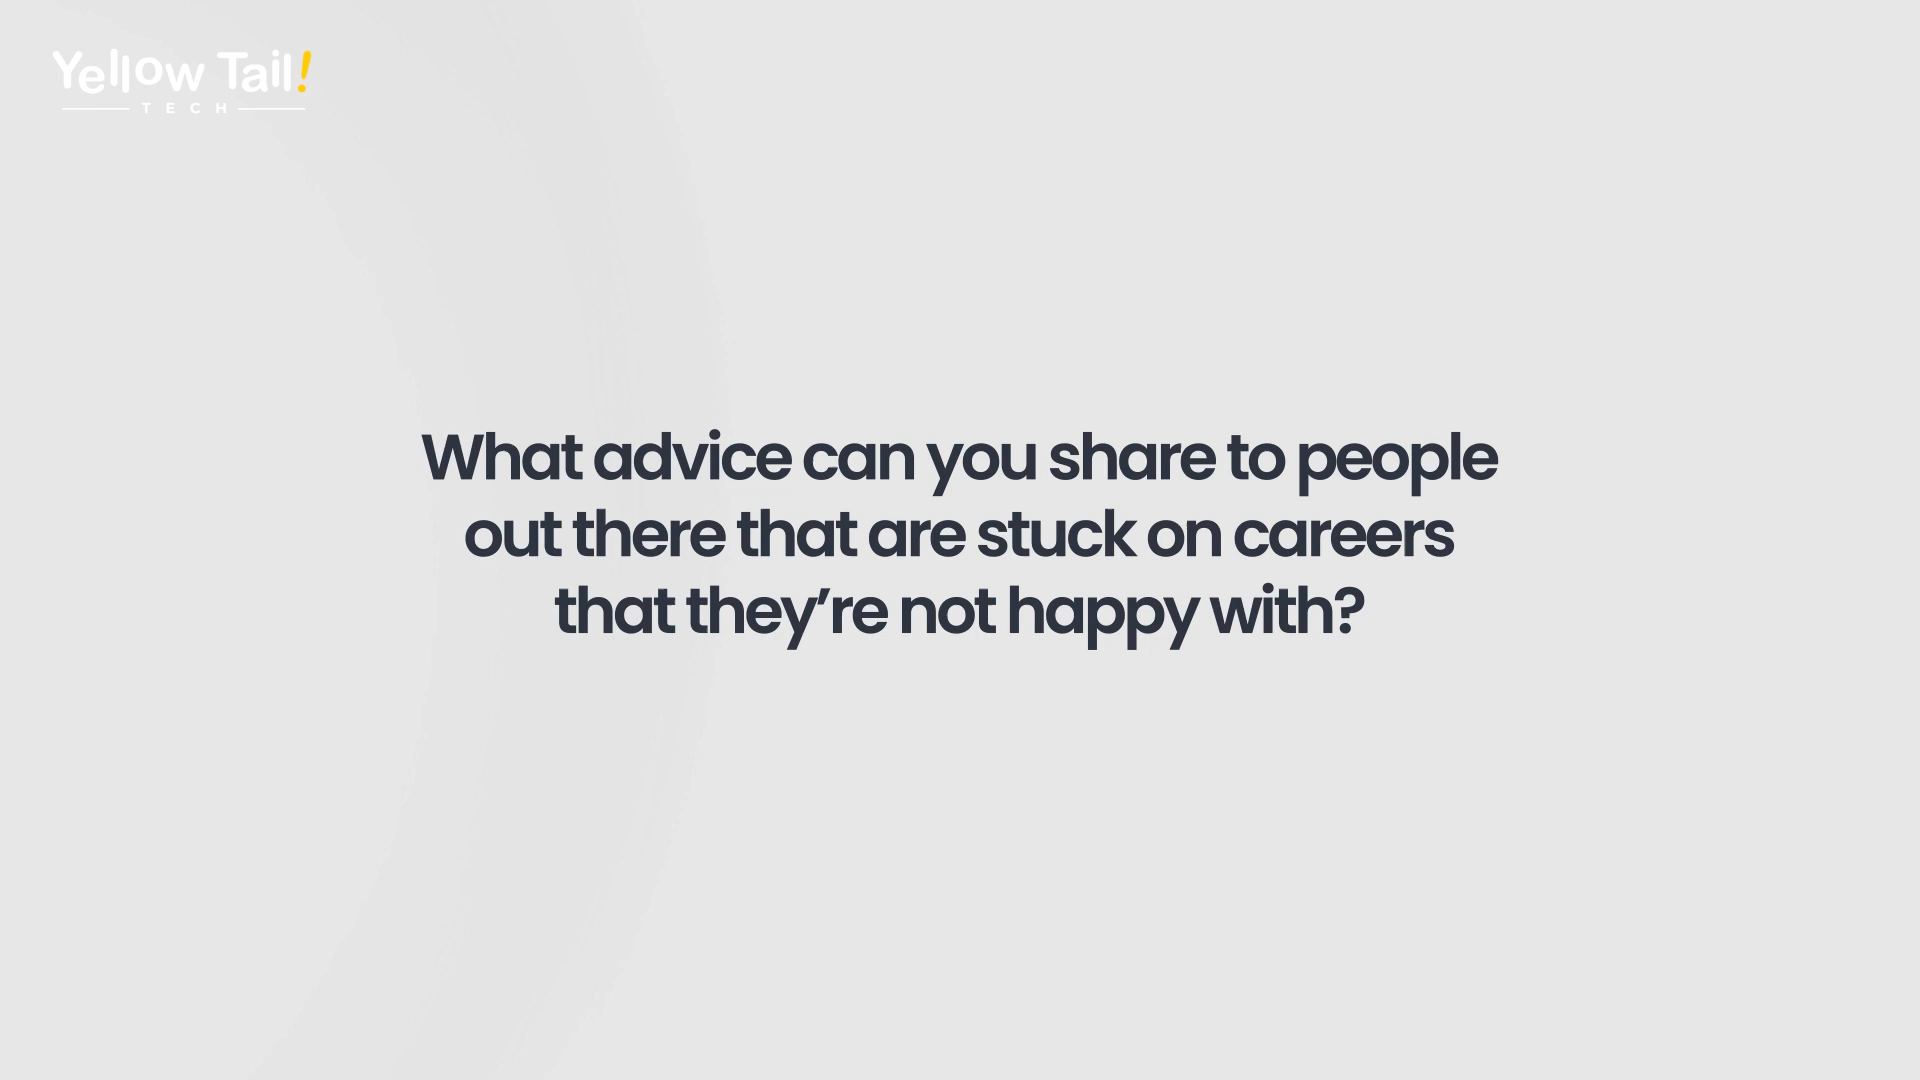 Yellow Tail!
TECH
What advice can you share to people
out there that are stuck on careers
that they’re not happy with?